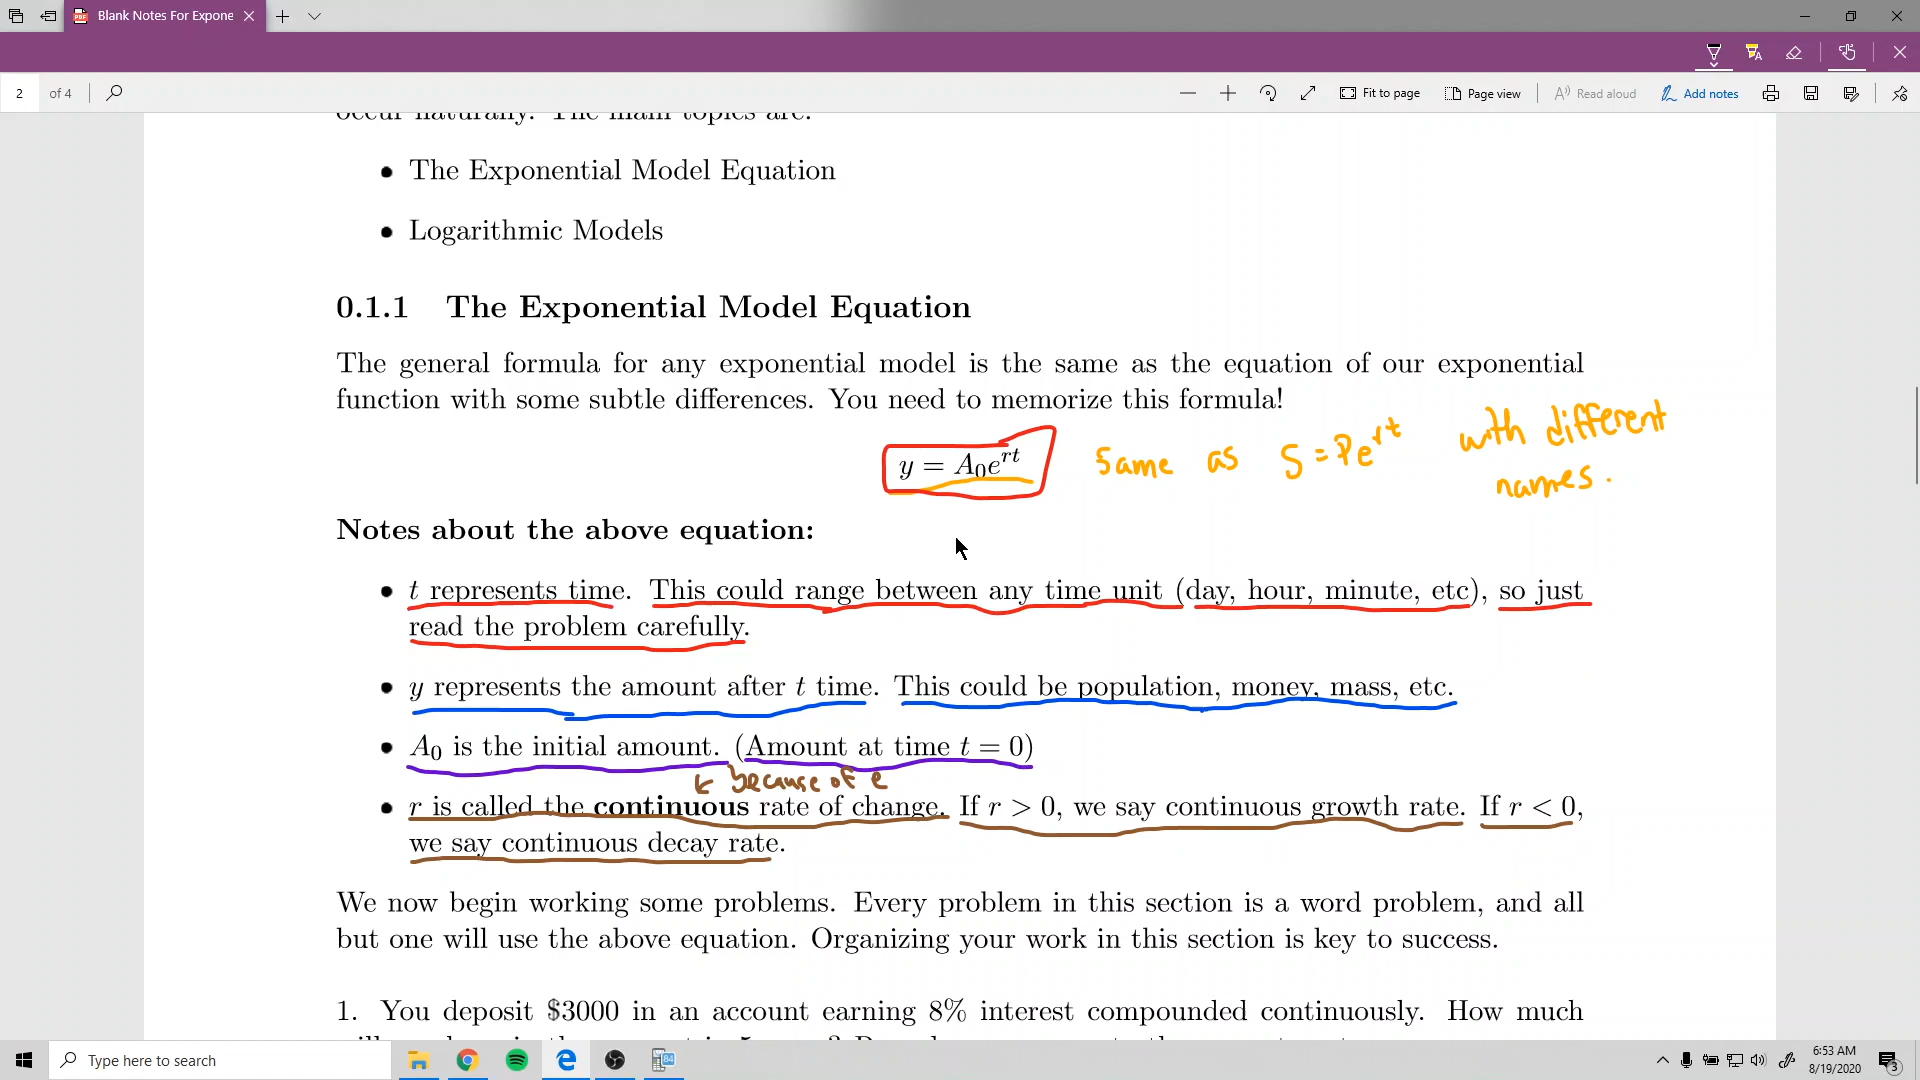 Blank Notes For Expone
2 of 4
Fit to page
Page view
Read aloud
Add notes
occur naturally. The main topics are:
• The Exponential Model Equation
• Logarithmic Models
0.1.1 The Exponential Model Equation
The general formula for any exponential model is the same as the equation of our exponential
function with some subtle differences. You need to memorize this formula!
y = A₀e^{rt} Same as S = Pe^{rt} with different
names.
Notes about the above equation:
• t represents time. This could range between any time unit (day, hour, minute, etc), so just
read the problem carefully.
• y represents the amount after t time. This could be population, money, mass, etc.
• A₀ is the initial amount. (Amount at time t = 0)
because of e
• r is called the continuous rate of change. If r > 0, we say continuous growth rate. If r < 0,
we say continuous decay rate.
We now begin working some problems. Every problem in this section is a word problem, and all
but one will use the above equation. Organizing your work in this section is key to success.
1. You deposit $3000 in an account earning 8% interest compounded continuously. How much
Type here to search
84
6:53 AM
8/19/2020
3